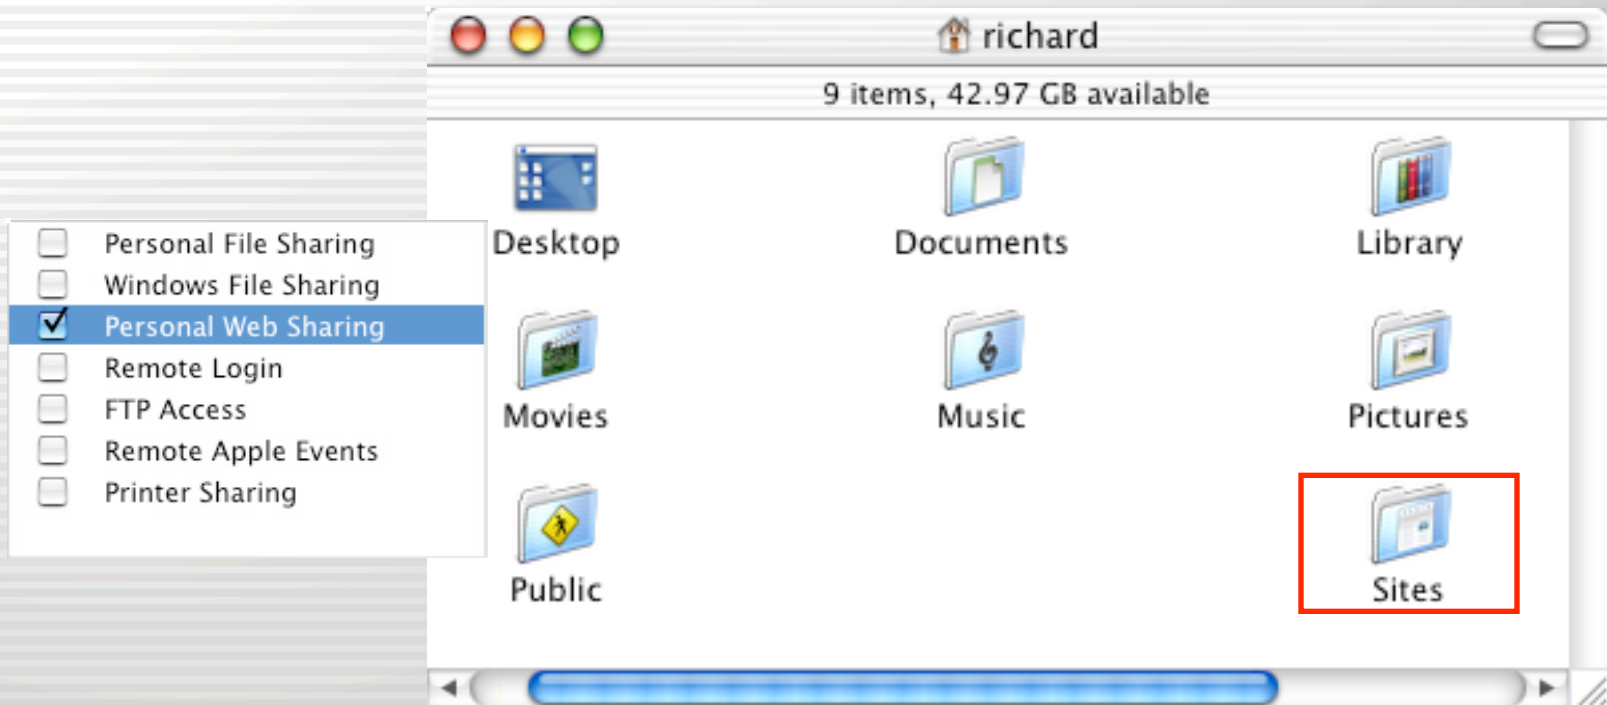 richard
9 items, 42.97 GB available
Personal File Sharing
Windows File Sharing
Personal Web Sharing
Remote Login
FTP Access
Remote Apple Events
Printer Sharing
Desktop
Documents
Library
Movies
Music
Pictures
Public
Sites